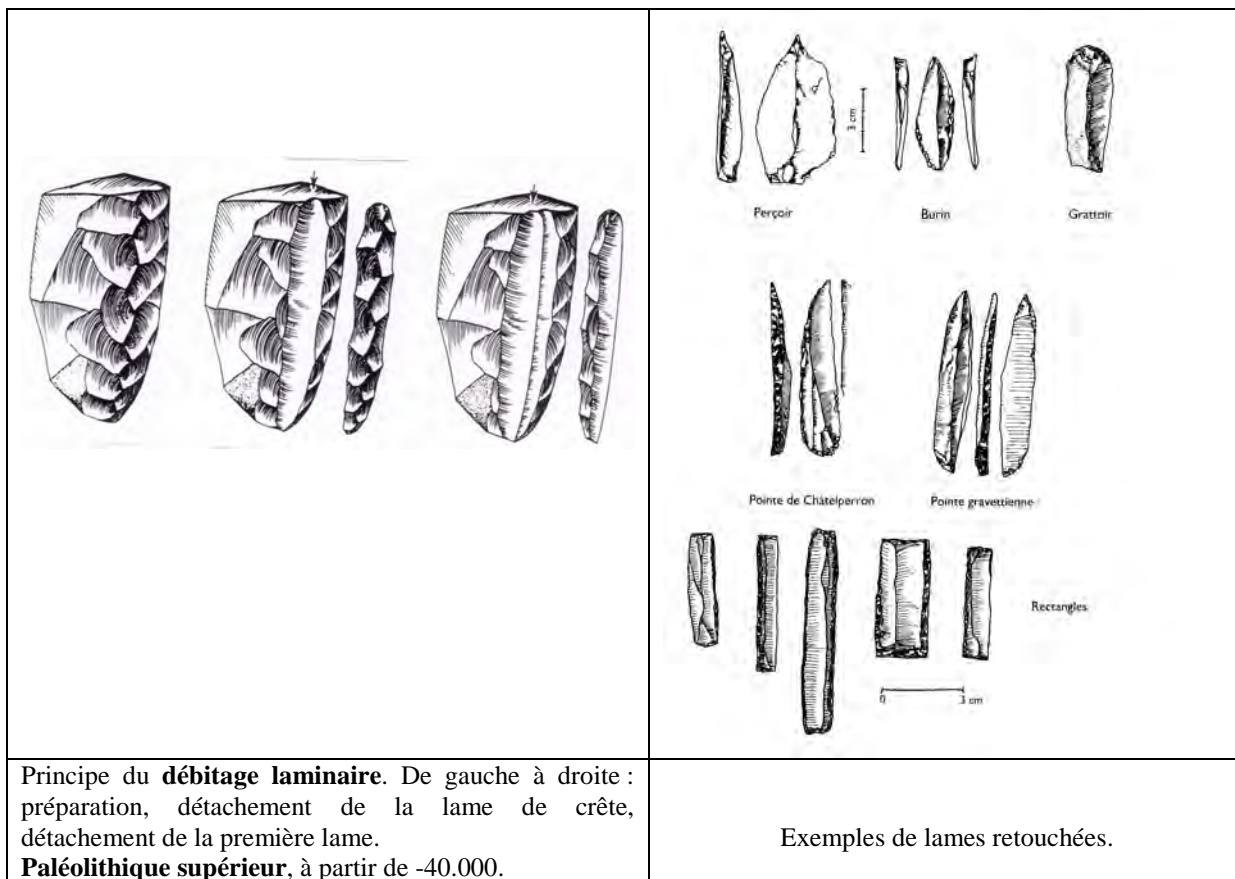 3 cm
Perçoir
Burin
Grattoir
Pointe de Châtelperron
Pointe gravettienne
Rectangles
0
3 cm
Principe du débitage laminaire. De gauche à droite :
préparation, détachement de la lame de crête,
détachement de la première lame.
Paléolithique supérieur, à partir de -40.000.
Exemples de lames retouchées.